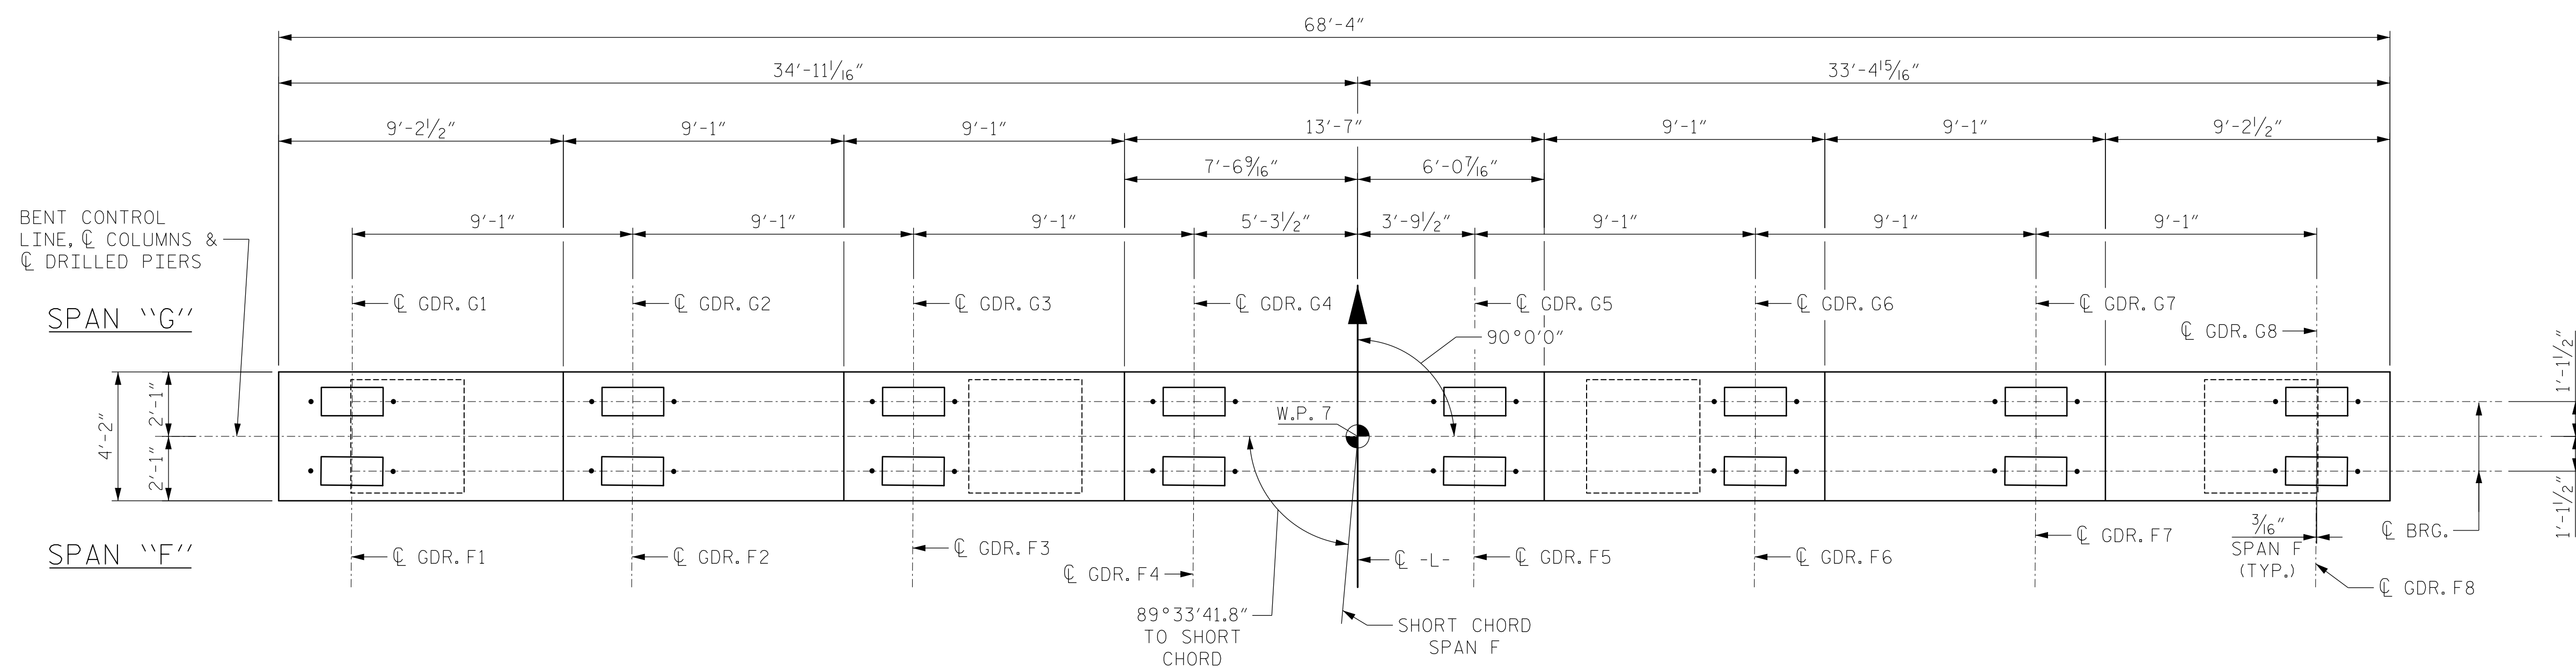 68'-4"
34'-11 1/16"
33'-4 15/16"
9'-2 1/2"
9'-1"
9'-1"
13'-7"
9'-1"
9'-1"
9'-2 1/2"
7'-6 9/16"
6'-0 7/16"
BENT CONTROL
LINE, ℄ COLUMNS &
℄ DRILLED PIERS
9'-1"
9'-1"
9'-1"
5'-3 1/2"
3'-9 1/2"
9'-1"
9'-1"
9'-1"
SPAN "G"
℄ GDR. G1
℄ GDR. G2
℄ GDR. G3
℄ GDR. G4
℄ GDR. G5
℄ GDR. G6
℄ GDR. G7
℄ GDR. G8
90°0'0"
4'-2"
2'-1"
2'-1"
W.P. 7
1'-1 1/2"
1'-1 1/2"
℄ BRG.
3/16"
SPAN F
(TYP.)
SPAN "F"
℄ GDR. F1
℄ GDR. F2
℄ GDR. F3
℄ GDR. F4
℄ -L-
℄ GDR. F5
℄ GDR. F6
℄ GDR. F7
℄ GDR. F8
89°33'41.8"
TO SHORT
CHORD
SHORT CHORD
SPAN F